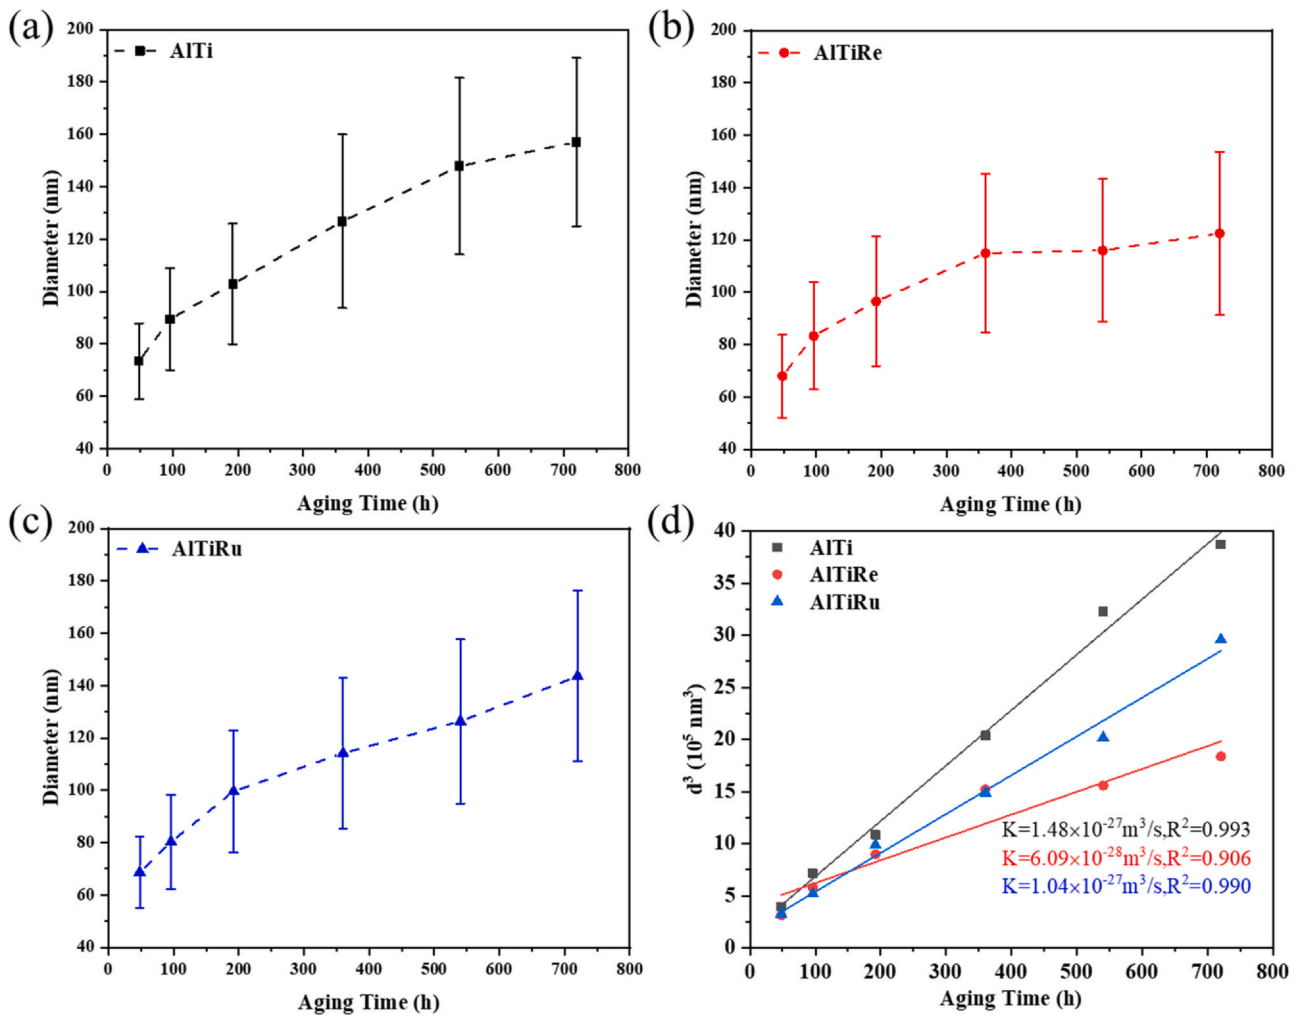 (a)
AlTi
200
180
160
140
120
100
80
60
40
Diameter (nm)
0 100 200 300 400 500 600 700 800
Aging Time (h)
(b)
AlTiRe
200
180
160
140
120
100
80
60
40
Diameter (nm)
0 100 200 300 400 500 600 700 800
Aging Time (h)
(c)
AlTiRu
200
180
160
140
120
100
80
60
40
Diameter (nm)
0 100 200 300 400 500 600 700 800
Aging Time (h)
(d)
AlTi
AlTiRe
AlTiRu
40
35
30
25
20
15
10
5
0
d³ (10⁵ nm³)
K=1.48×10⁻²⁷m³/s,R²=0.993
K=6.09×10⁻²⁸m³/s,R²=0.906
K=1.04×10⁻²⁷m³/s,R²=0.990
0 100 200 300 400 500 600 700 800
Aging Time (h)